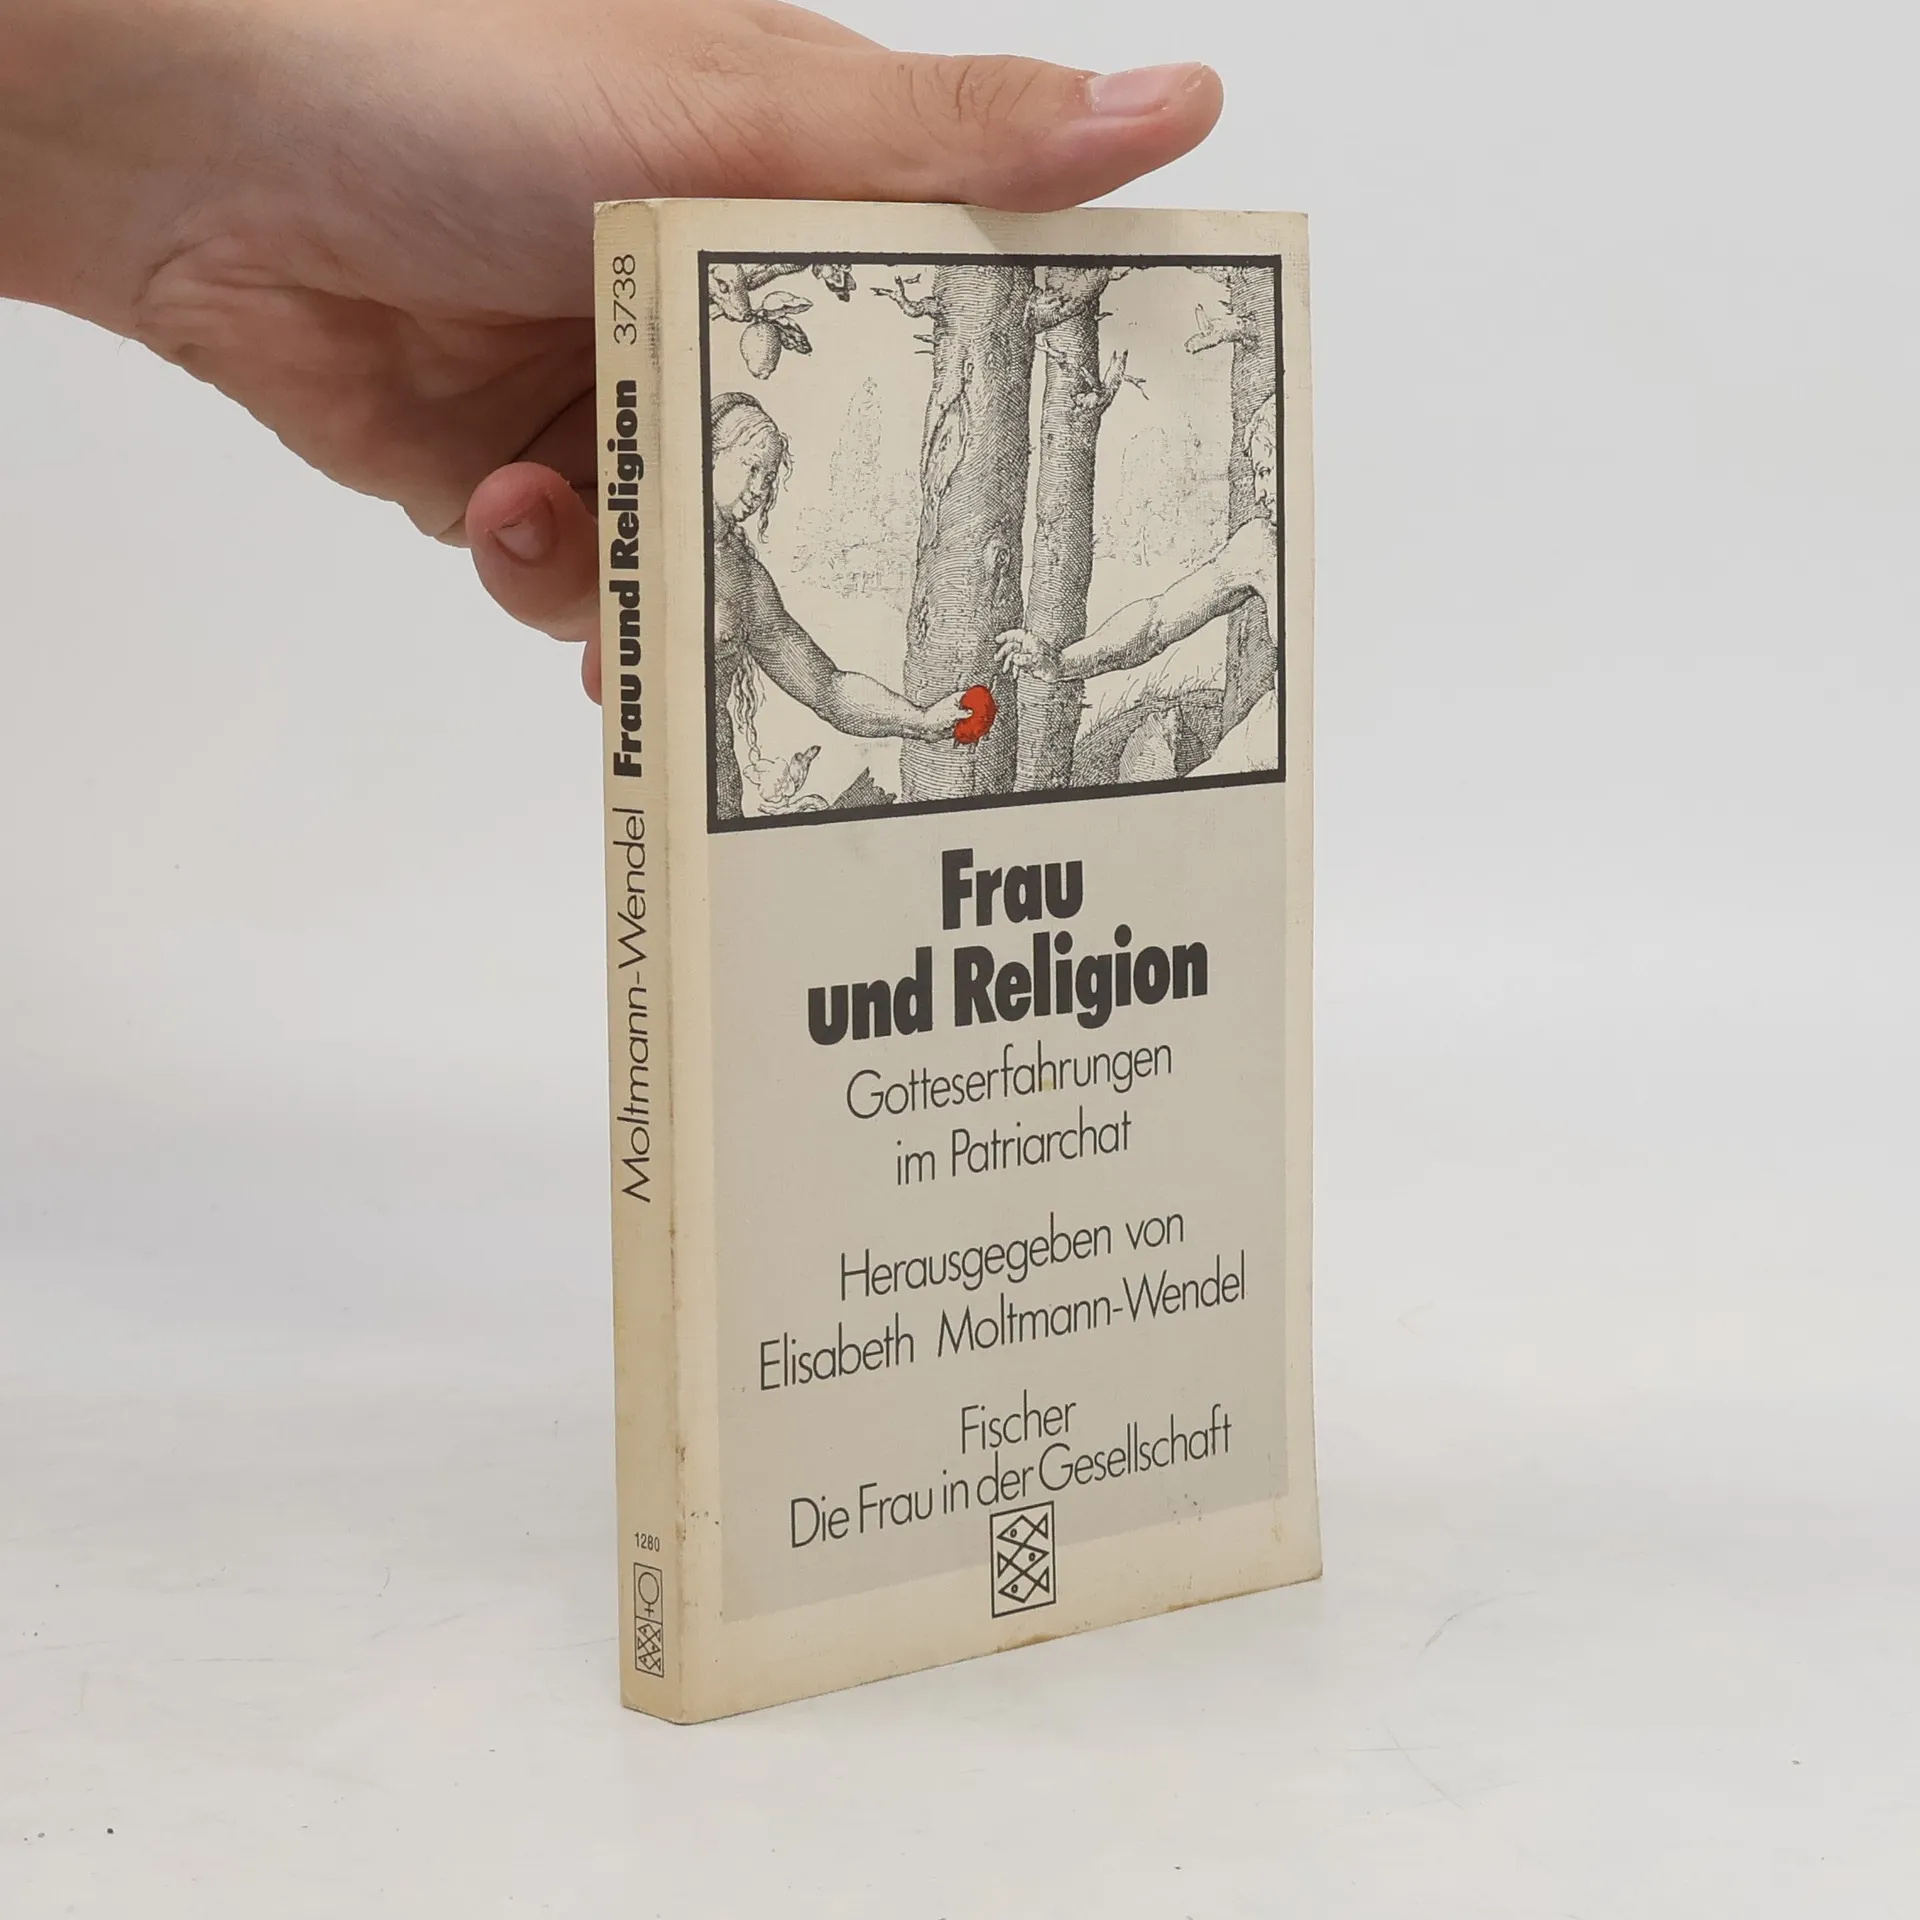 Moltmann-Wendel Frau und Religion 3738
1280
Frau
und Religion
Gotteserfahrungen
im Patriarchat
Herausgegeben von
Elisabeth Moltmann-Wendel
Fischer
Die Frau in der Gesellschaft